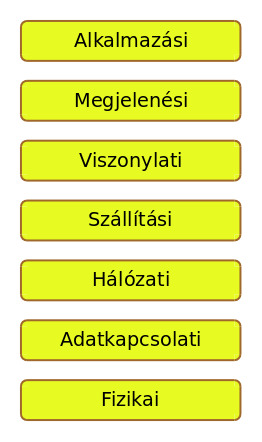 Alkalmazási
Megjelenési
Viszonylati
Szállítási
Hálózati
Adatkapcsolati
Fizikai